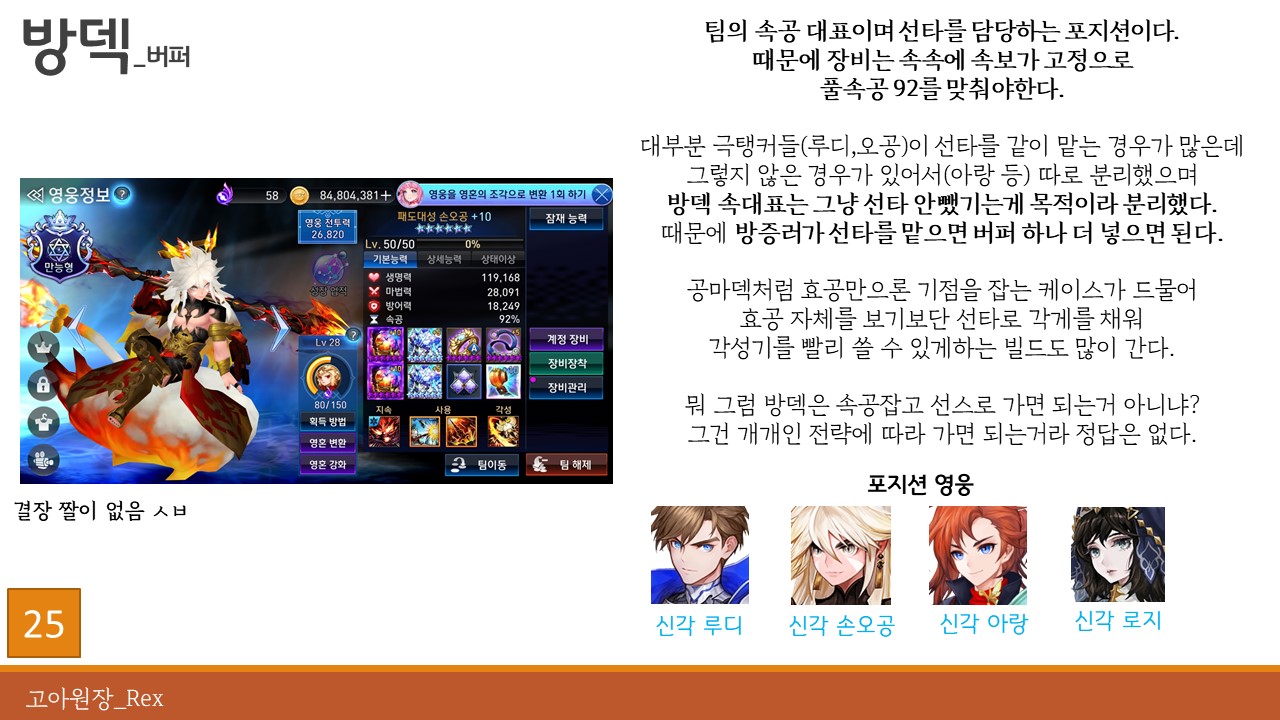 방덱_버퍼
팀의 속공 대표이며 선타를 담당하는 포지션이다.
때문에 장비는 속속에 속보가 고정으로
풀속공 92를 맞춰야한다.
대부분 극탱커들(루디,오공)이 선타를 같이 맡는 경우가 많은데
그렇지 않은 경우가 있어서(아랑 등) 따로 분리했으며
방덱 속대표는 그냥 선타 안뺐기는게 목적이라 분리했다.
때문에 방증러가 선타를 맡으면 버퍼 하나 더 넣으면 된다.
공마덱처럼 효공만으론 기점을 잡는 케이스가 드물어
효공 자체를 보기보단 선타로 각게를 채워
각성기를 빨리 쓸 수 있게하는 빌드도 많이 간다.
뭐 그럼 방덱은 속공잡고 선스로 가면 되는거 아니냐?
그건 개개인 전략에 따라 가면 되는거라 정답은 없다.
포지션 영웅
신각 루디 신각 손오공 신각 아랑 신각 로지
영웅정보 ? 58 84,804,381+ 영웅을 영혼의 조각으로 변환 1회 하기
만능형
영웅 전투력
26,820
패도대성 손오공 +10
잠재 능력
Lv. 50/50 0%
기본능력 상세능력 상태이상
생명력 119,168
마법력 28,091
방어력 18,249
속공 92%
?
Lv 28
80/150
획득 방법
영혼 변환
영혼 강화
계정 장비
장비장착
장비관리
지속 사용 각성
팀이동 팀 해제
결장 짤이 없음 ㅅㅂ
25
고아원장_Rex